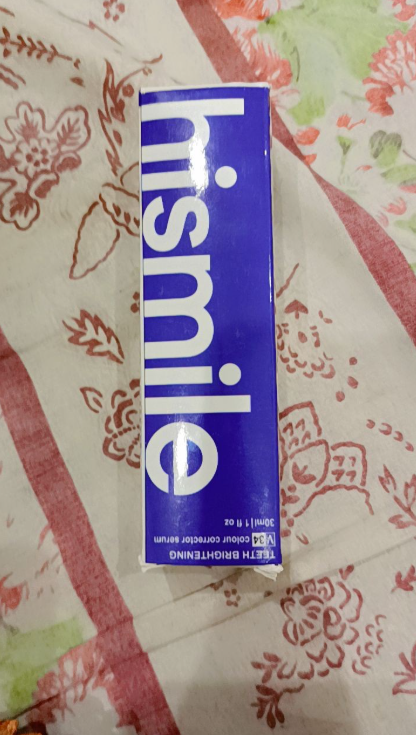 hismile
TEETH BRIGHTENING
V34 colour corrector serum
30ml | 1 fl oz